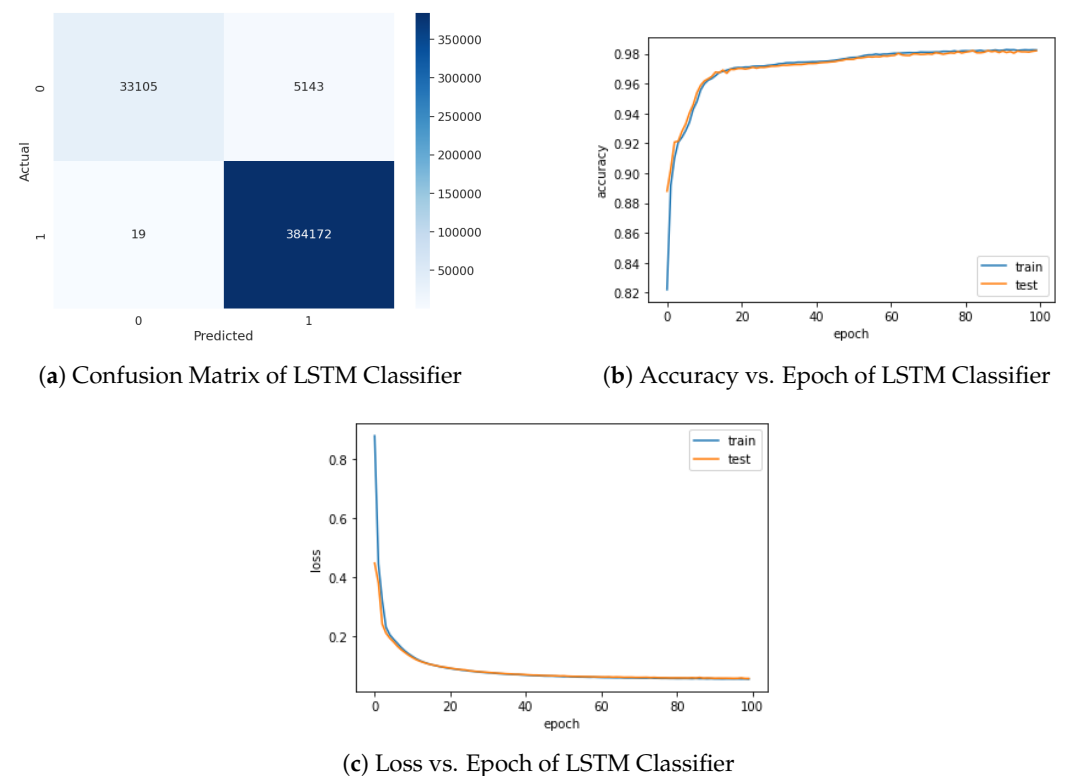 350000
300000
250000
200000
150000
100000
50000
Actual
0
1
33105
5143
19
384172
0
1
Predicted
(a) Confusion Matrix of LSTM Classifier
accuracy
0.98
0.96
0.94
0.92
0.90
0.88
0.86
0.84
0.82
train
test
0 20 40 60 80 100
epoch
(b) Accuracy vs. Epoch of LSTM Classifier
loss
0.8
0.6
0.4
0.2
train
test
0 20 40 60 80 100
epoch
(c) Loss vs. Epoch of LSTM Classifier